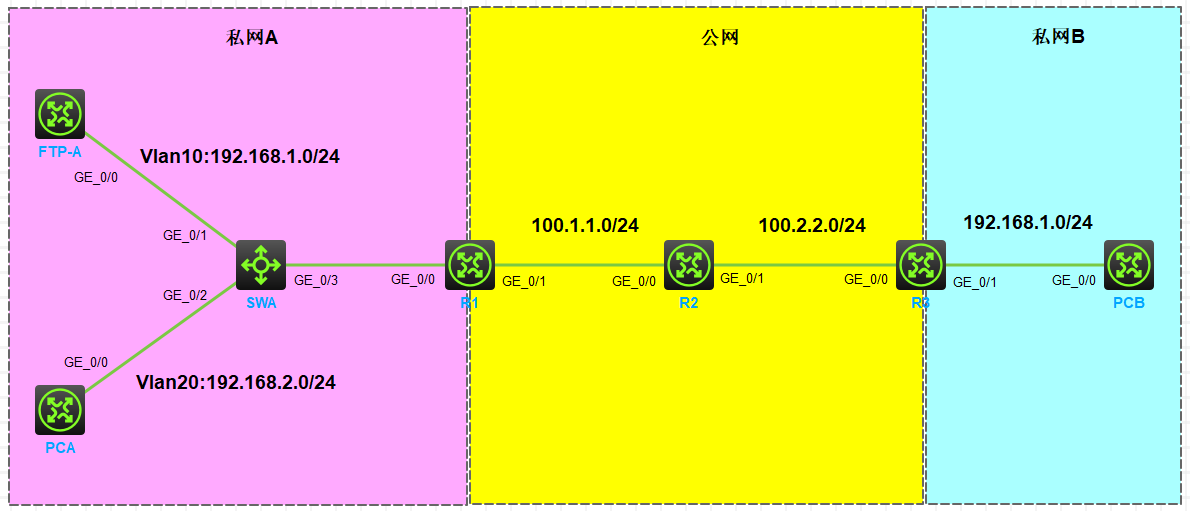 私网A
公网
私网B
FTP-A
Vlan10:192.168.1.0/24
GE_0/0
GE_0/1
100.1.1.0/24
100.2.2.0/24
192.168.1.0/24
SWA
GE_0/3
GE_0/0
R1
GE_0/1
GE_0/0
R2
GE_0/1
GE_0/0
R3
GE_0/1
GE_0/0
PCB
GE_0/2
GE_0/0
Vlan20:192.168.2.0/24
PCA